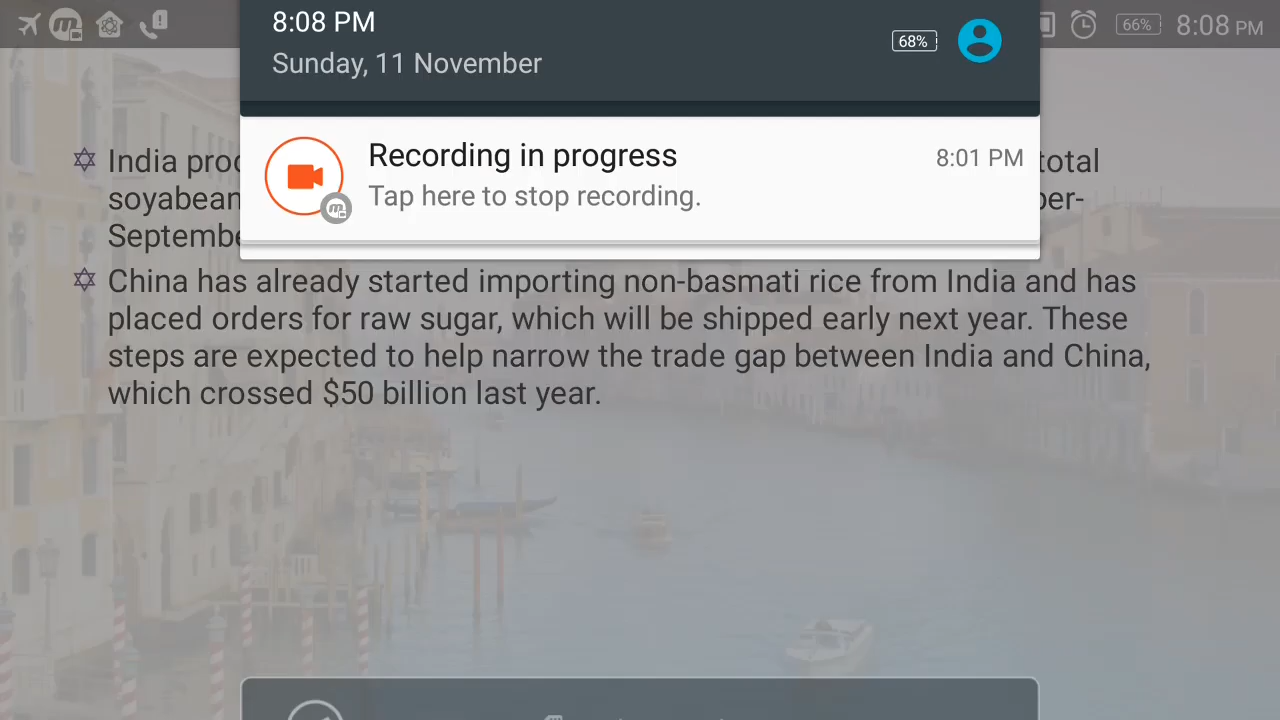 8:08 PM
68%
66%
8:08 PM
Sunday, 11 November
Recording in progress
8:01 PM
Tap here to stop recording.
India
total
soyabean
Septembe
China has already started importing non-basmati rice from India and has
placed orders for raw sugar, which will be shipped early next year. These
steps are expected to help narrow the trade gap between India and China,
which crossed $50 billion last year.